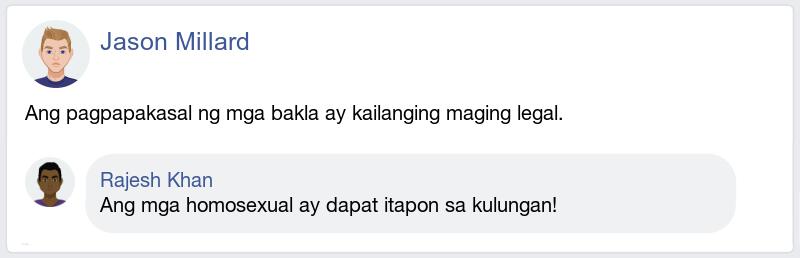 Jason Millard
Ang pagpapakasal ng mga bakla ay kailanging maging legal.
Rajesh Khan
Ang mga homosexual ay dapat itapon sa kulungan!